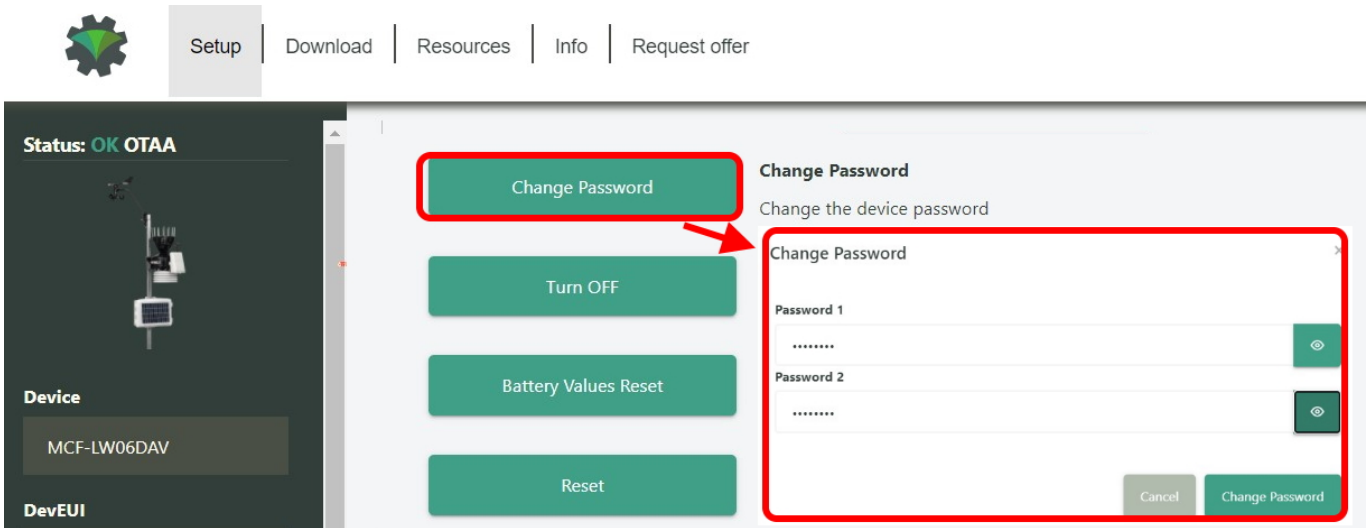 Setup
Download
Resources
Info
Request offer
Status: OK OTAA
Device
MCF-LW06DAV
DevEUI
Change Password
Turn OFF
Battery Values Reset
Reset
Change Password
Change the device password
Change Password
Password 1
········
Password 2
········
Cancel
Change Password